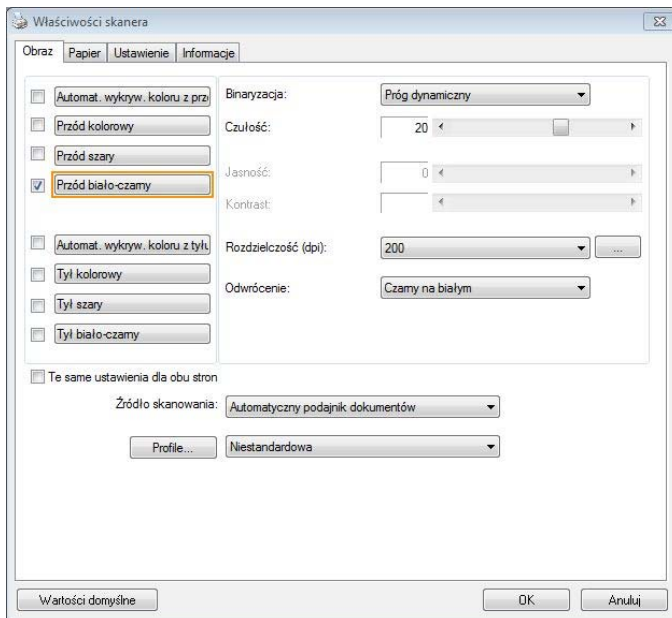 Właściwości skanera
Obraz Papier Ustawienie Informacje
Automat. wykryw. koloru z prz
Przód kolorowy
Przód szary
Przód biało-czarny
Automat. wykryw. koloru z tyłu
Tył kolorowy
Tył szary
Tył biało-czarny
Binaryzacja: Próg dynamiczny
Czułość: 20
Jasność: 0
Kontrast:
Rozdzielczość (dpi): 200 ...
Odwrócenie: Czarny na białym
Te same ustawienia dla obu stron
Źródło skanowania: Automatyczny podajnik dokumentów
Profile... Niestandardowa
Wartości domyślne OK Anuluj